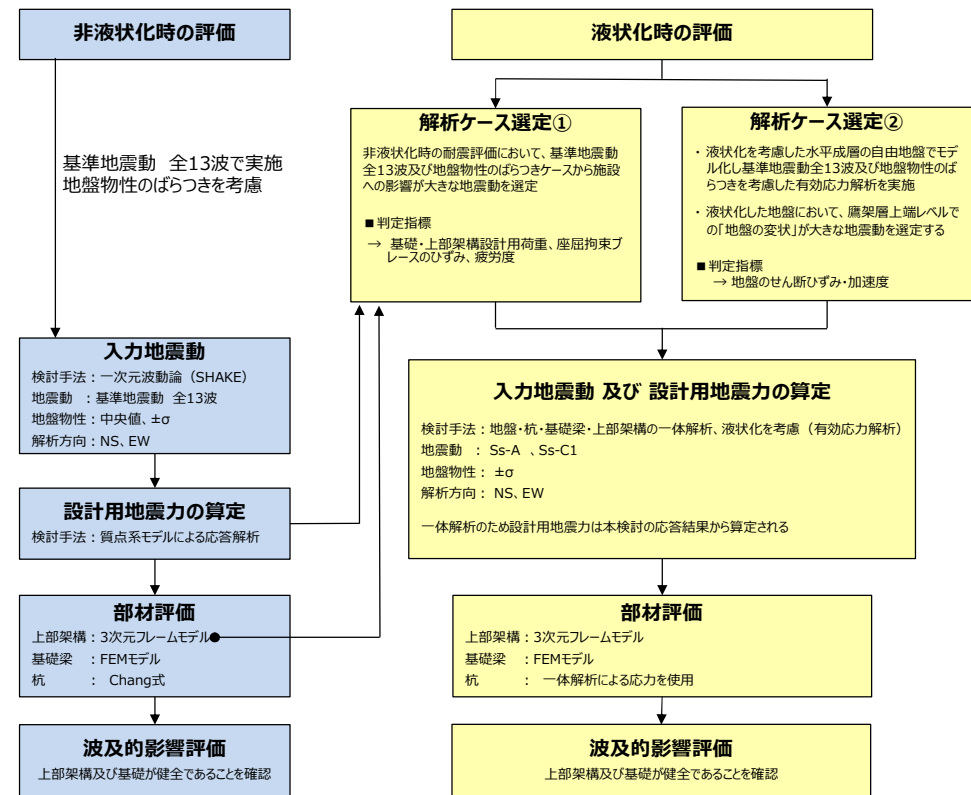 非液状化時の評価
基準地震動 全13波で実施
地盤物性のばらつきを考慮
入力地震動
検討手法：一次元波動論（SHAKE）
地震動 ：基準地震動 全13波
地盤物性：中央値、±σ
解析方向：NS、EW
設計用地震力の算定
検討手法：質点系モデルによる応答解析
部材評価
上部架構：3次元フレームモデル
基礎梁 ：FEMモデル
杭 ： Chang式
波及的影響評価
上部架構及び基礎が健全であることを確認
液状化時の評価
解析ケース選定①
非液状化時の耐震評価において、基準地震動
全13波及び地盤物性のばらつきケースから施設
への影響が大きな地震動を選定
■判定指標
→ 基礎・上部架構設計用荷重、座屈拘束ブ
レースのひずみ、疲労度
解析ケース選定②
・液状化を考慮した水平成層の自由地盤でモデ
ル化し基準地震動全13波及び地盤物性のば
らつきを考慮した有効応力解析を実施
・液状化した地盤において、鷹架層上端レベルで
の「地盤の変状」が大きな地震動を選定する
■判定指標
→ 地盤のせん断ひずみ・加速度
入力地震動 及び 設計用地震力の算定
検討手法：地盤・杭・基礎梁・上部架構の一体解析、液状化を考慮（有効応力解析）
地震動 ： Ss-A 、Ss-C1
地盤物性： ±σ
解析方向： NS、EW
一体解析のため設計用地震力は本検討の応答結果から算定される
部材評価
上部架構：3次元フレームモデル
基礎梁 ：FEMモデル
杭 ： 一体解析による応力を使用
波及的影響評価
上部架構及び基礎が健全であることを確認